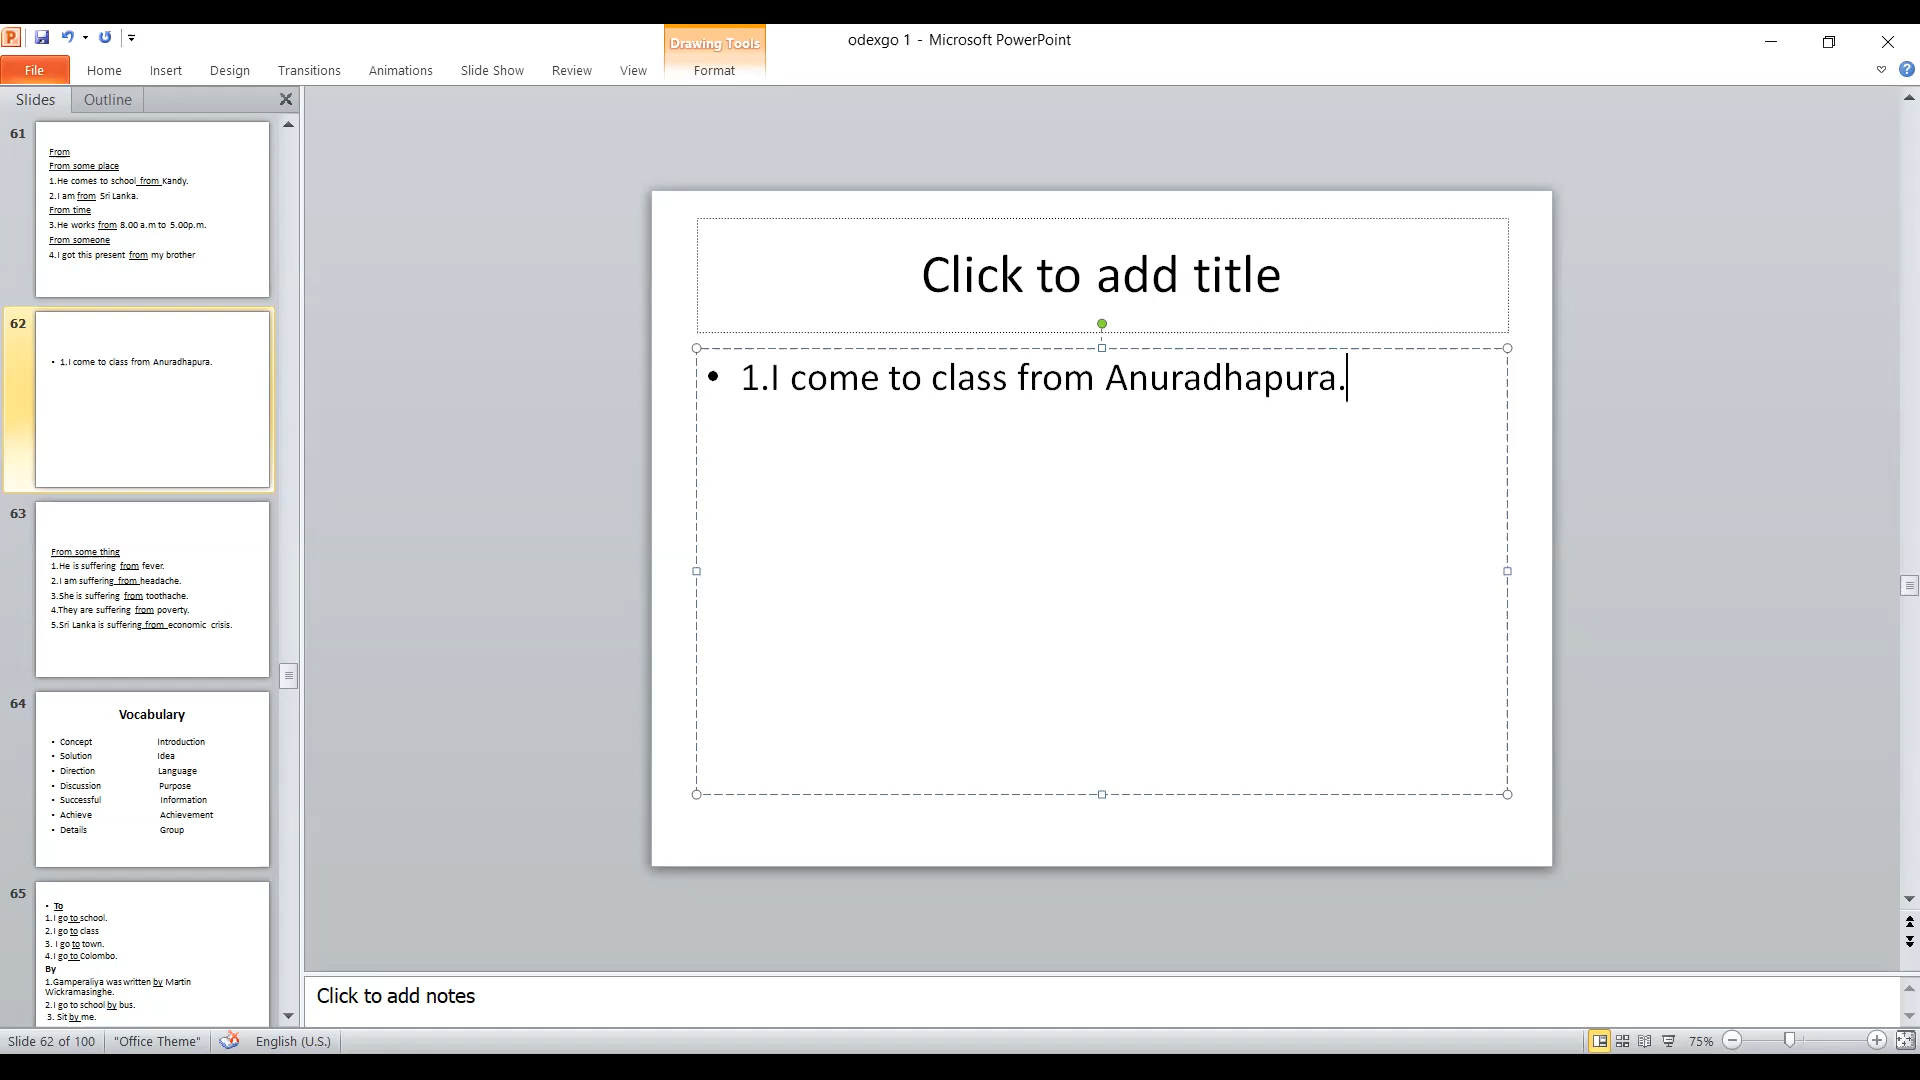 odexgo 1 - Microsoft PowerPoint
Drawing Tools
File Home Insert Design Transitions Animations Slide Show Review View Format
Slides Outline
61
From
From some place
1.He comes to school from Kandy.
2.I am from Sri Lanka.
From time
3.He works from 8.00 a.m to 5.00p.m.
From someone
4.I got this present from my brother
62
• 1.I come to class from Anuradhapura.
63
From some thing
1.He is suffering from fever.
2.I am suffering from headache.
3.She is suffering from toothache.
4.They are suffering from poverty.
5.Sri Lanka is suffering from economic crisis.
64
Vocabulary
• Concept Introduction
• Solution Idea
• Direction Language
• Discussion Purpose
• Successful Information
• Achieve Achievement
• Details Group
65
• To
1.I go to school.
2.I go to class
3. I go to town.
4.I go to Colombo.
By
1.Gamperaliya was written by Martin
Wickramasinghe.
2.I go to school by bus.
3. Sit by me.
Click to add title
• 1.I come to class from Anuradhapura.
Click to add notes
Slide 62 of 100 "Office Theme" English (U.S.) 75%